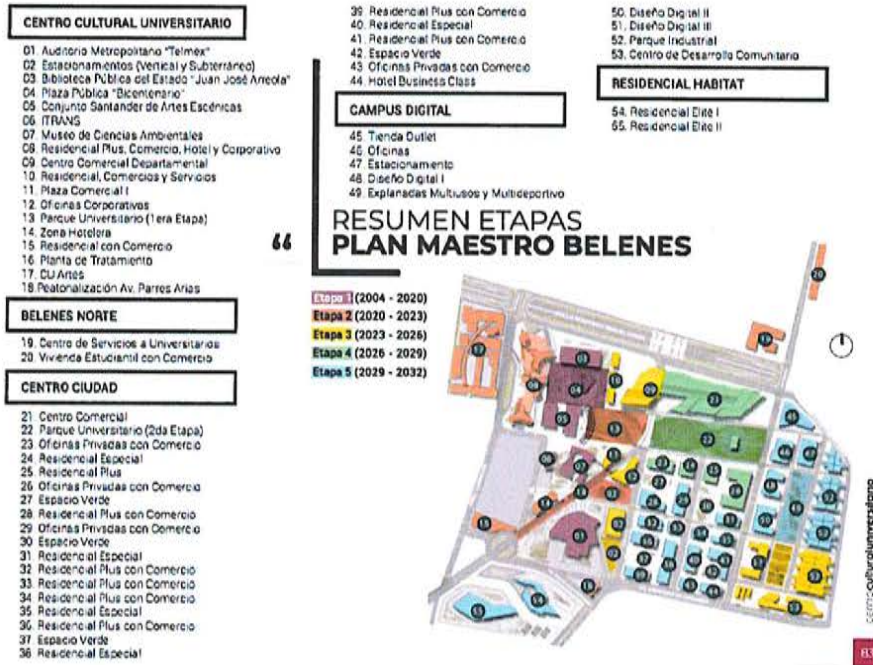 CENTRO CULTURAL UNIVERSITARIO
01. Auditorio Metropolitano "Telmex"
02 Estacionamientos (Vertical y Subterráneo)
03 Biblioteca Pública del Estado "Juan José Arreola"
04. Plaza Pública "Bicentenario"
05 Conjunto Santander de Artes Escénicas
06 ITRANS
07. Museo de Ciencias Ambientales
08. Residencial Plus, Comercio, Hotel y Corporativo
09 Centro Comercial Departamental
10. Residencial, Comercios y Servicios
11. Plaza Comercial I
12. Oficinas Corporativas
13 Parque Universitario (1era Etapa)
14. Zona Hotelera
15 Residencial con Comercio
16 Planta de Tratamiento
17. CU Artes
18 Peatonalización Av. Parres Arias
BELENES NORTE
19. Centro de Servicios a Universitarios
20. Vivienda Estudiantil con Comercio
CENTRO CIUDAD
21 Centro Comercial
22 Parque Universitario (2da Etapa)
23 Oficinas Privadas con Comercio
24 Residencial Especial
25 Residencial Plus
26 Oficinas Privadas con Comercio
27 Espacio Verde
28 Residencial Plus con Comercio
29 Oficinas Privadas con Comercio
30 Espacio Verde
31 Residencial Especial
32 Residencial Plus con Comercio
33 Residencial Plus con Comercio
34 Residencial Plus con Comercio
35 Residencial Especial
36. Residencial Plus con Comercio
37 Espacio Verde
38 Residencial Especial
39 Residencial Plus con Comercio
40. Residencial Especial
41. Residencial Plus con Comercio
42. Espacio Verde
43 Oficinas Privadas con Comercio
44. Hotel Business Class
CAMPUS DIGITAL
45 Tienda Outlet
46 Oficinas
47. Estacionamiento
48. Diseño Digital I
49. Explanadas Multiusos y Multideportivo
50. Diseño Digital II
51. Diseño Digital III
52. Parque Industrial
53. Centro de Desarrollo Comunitario
RESIDENCIAL HABITAT
54. Residencial Elite I
55. Residencial Elite II
“ RESUMEN ETAPAS
PLAN MAESTRO BELENES
Etapa 1 (2004 - 2020)
Etapa 2 (2020 - 2023)
Etapa 3 (2023 - 2026)
Etapa 4 (2026 - 2029)
Etapa 5 (2029 - 2032)
centroculturaluniversitario
83